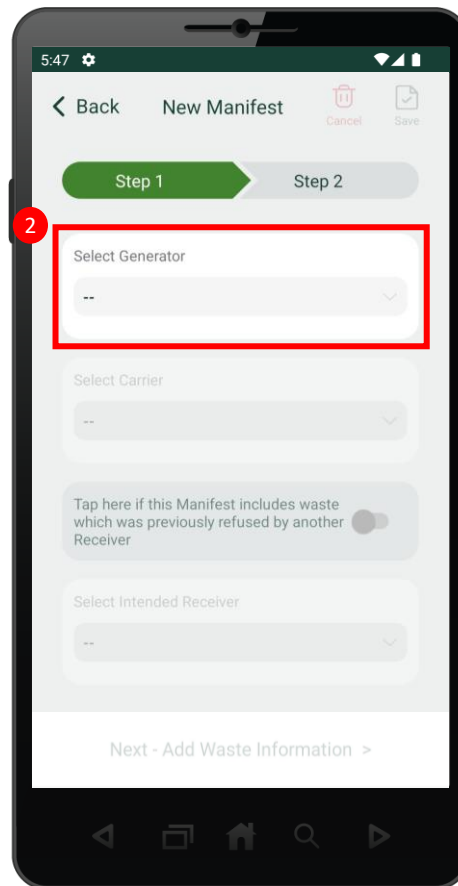 5:47
Back New Manifest Cancel Save
Step 1 Step 2
2
Select Generator
--
Select Carrier
--
Tap here if this Manifest includes waste
which was previously refused by another
Receiver
Select Intended Receiver
--
Next - Add Waste Information >